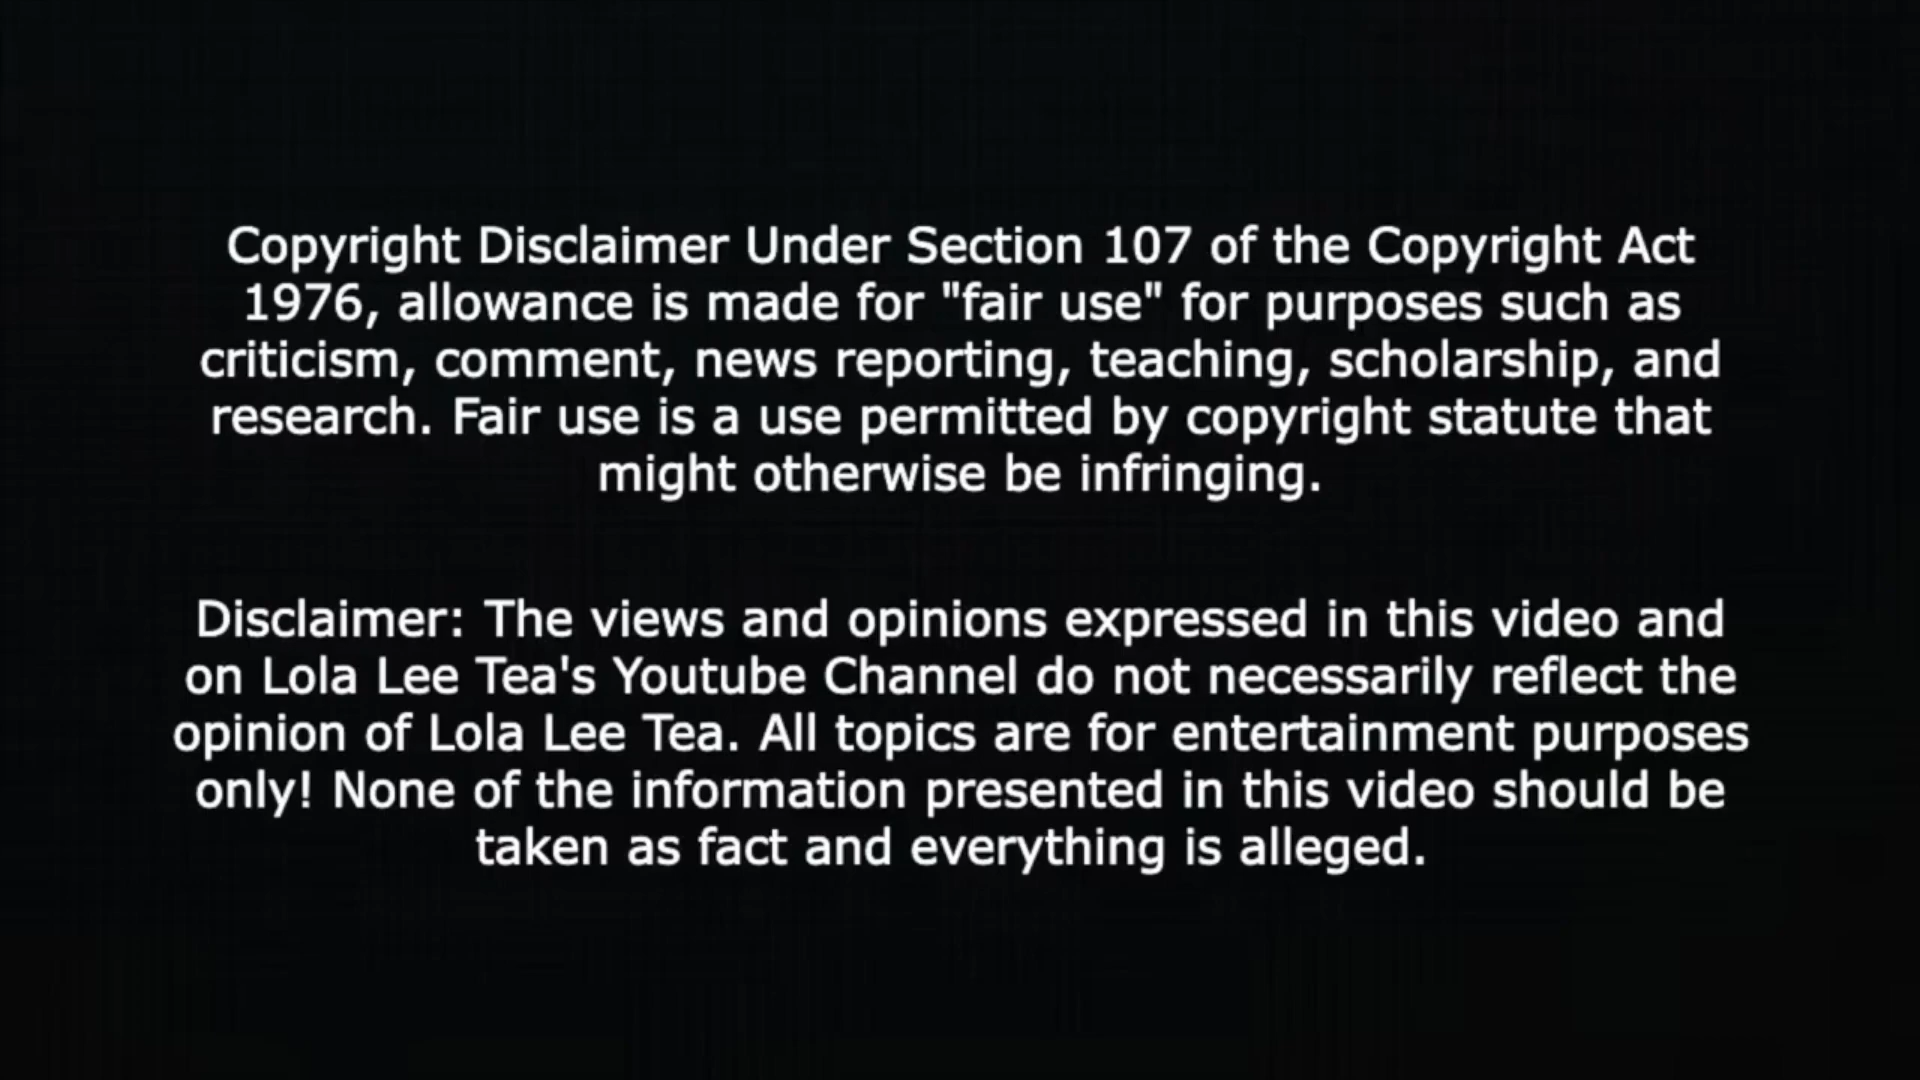 Copyright Disclaimer Under Section 107 of the Copyright Act
1976, allowance is made for "fair use" for purposes such as
criticism, comment, news reporting, teaching, scholarship, and
research. Fair use is a use permitted by copyright statute that
might otherwise be infringing.
Disclaimer: The views and opinions expressed in this video and
on Lola Lee Tea's Youtube Channel do not necessarily reflect the
opinion of Lola Lee Tea. All topics are for entertainment purposes
only! None of the information presented in this video should be
taken as fact and everything is alleged.